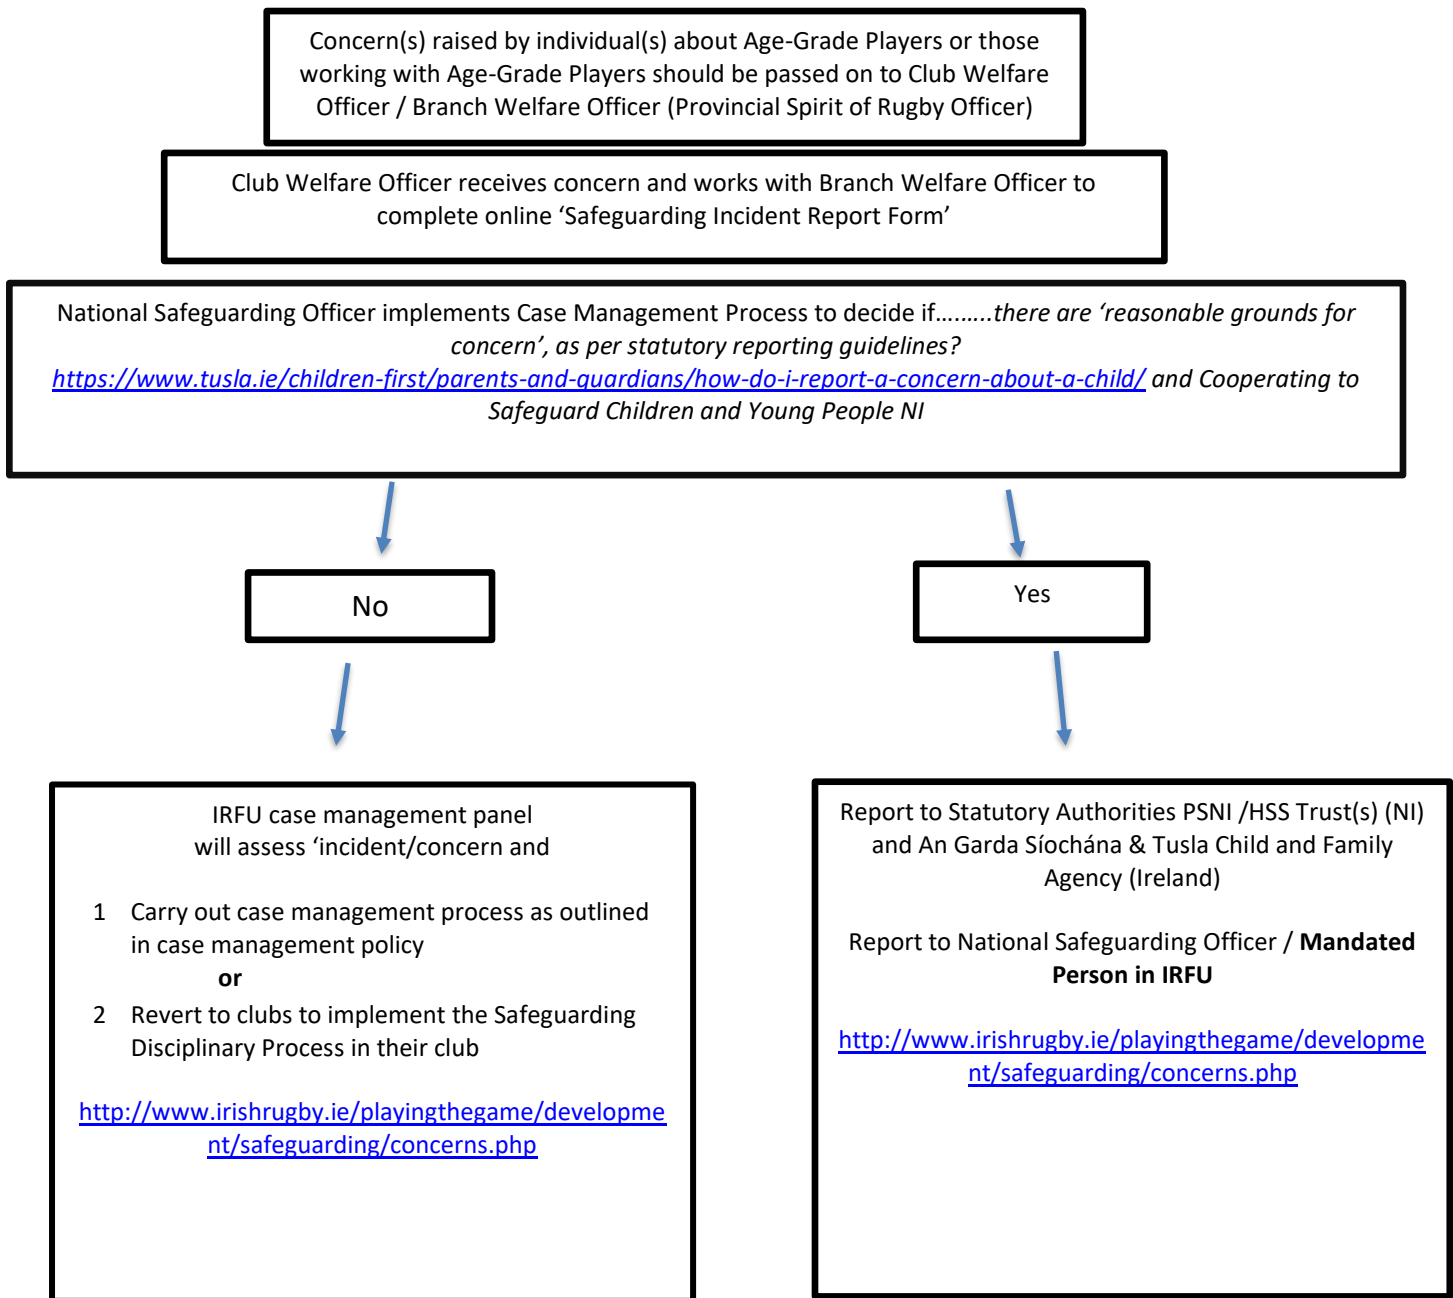 Concern(s) raised by individual(s) about Age-Grade Players or those
working with Age-Grade Players should be passed on to Club Welfare
Officer / Branch Welfare Officer (Provincial Spirit of Rugby Officer)
Club Welfare Officer receives concern and works with Branch Welfare Officer to
complete online ‘Safeguarding Incident Report Form’
National Safeguarding Officer implements Case Management Process to decide if………there are ‘reasonable grounds for
concern’, as per statutory reporting guidelines?
https://www.tusla.ie/children-first/parents-and-guardians/how-do-i-report-a-concern-about-a-child/ and Cooperating to
Safeguard Children and Young People NI
No
Yes
IRFU case management panel
will assess ‘incident/concern and
1 Carry out case management process as outlined
in case management policy
or
2 Revert to clubs to implement the Safeguarding
Disciplinary Process in their club
http://www.irishrugby.ie/playingthegame/developme
nt/safeguarding/concerns.php
Report to Statutory Authorities PSNI /HSS Trust(s) (NI)
and An Garda Síochána & Tusla Child and Family
Agency (Ireland)
Report to National Safeguarding Officer / Mandated
Person in IRFU
http://www.irishrugby.ie/playingthegame/developme
nt/safeguarding/concerns.php